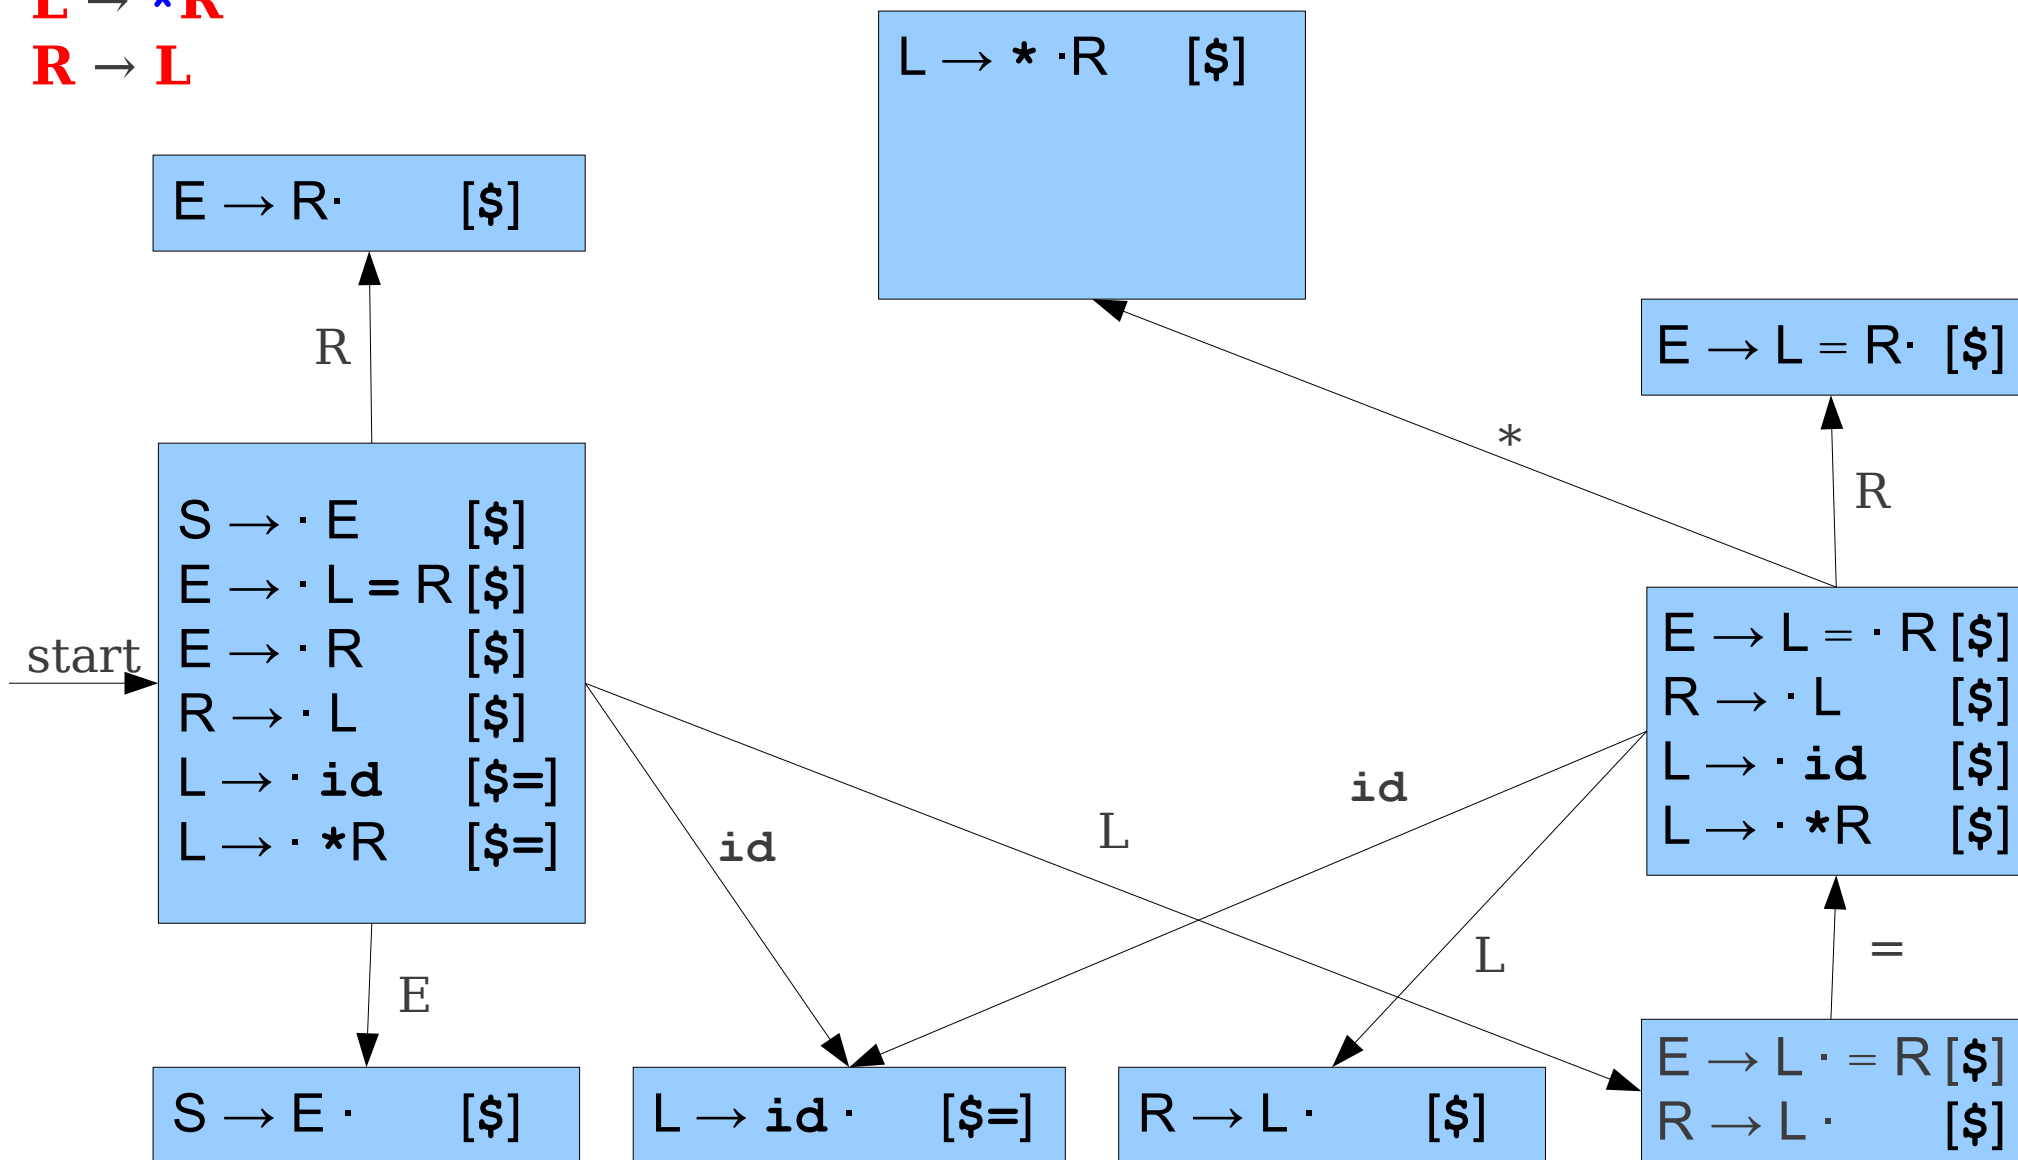 L → *R
R → L
L → * ·R [$]
E → R· [$]
R
E → L = R· [$]
*
R
S → · E [$]
E → · L = R [$]
E → · R [$]
R → · L [$]
L → · id [$=]
L → · *R [$=]
start
E → L = · R [$]
R → · L [$]
L → · id [$]
L → · *R [$]
id
L
id
L
=
E
S → E · [$]
L → id · [$=]
R → L · [$]
E → L · = R [$]
R → L · [$]